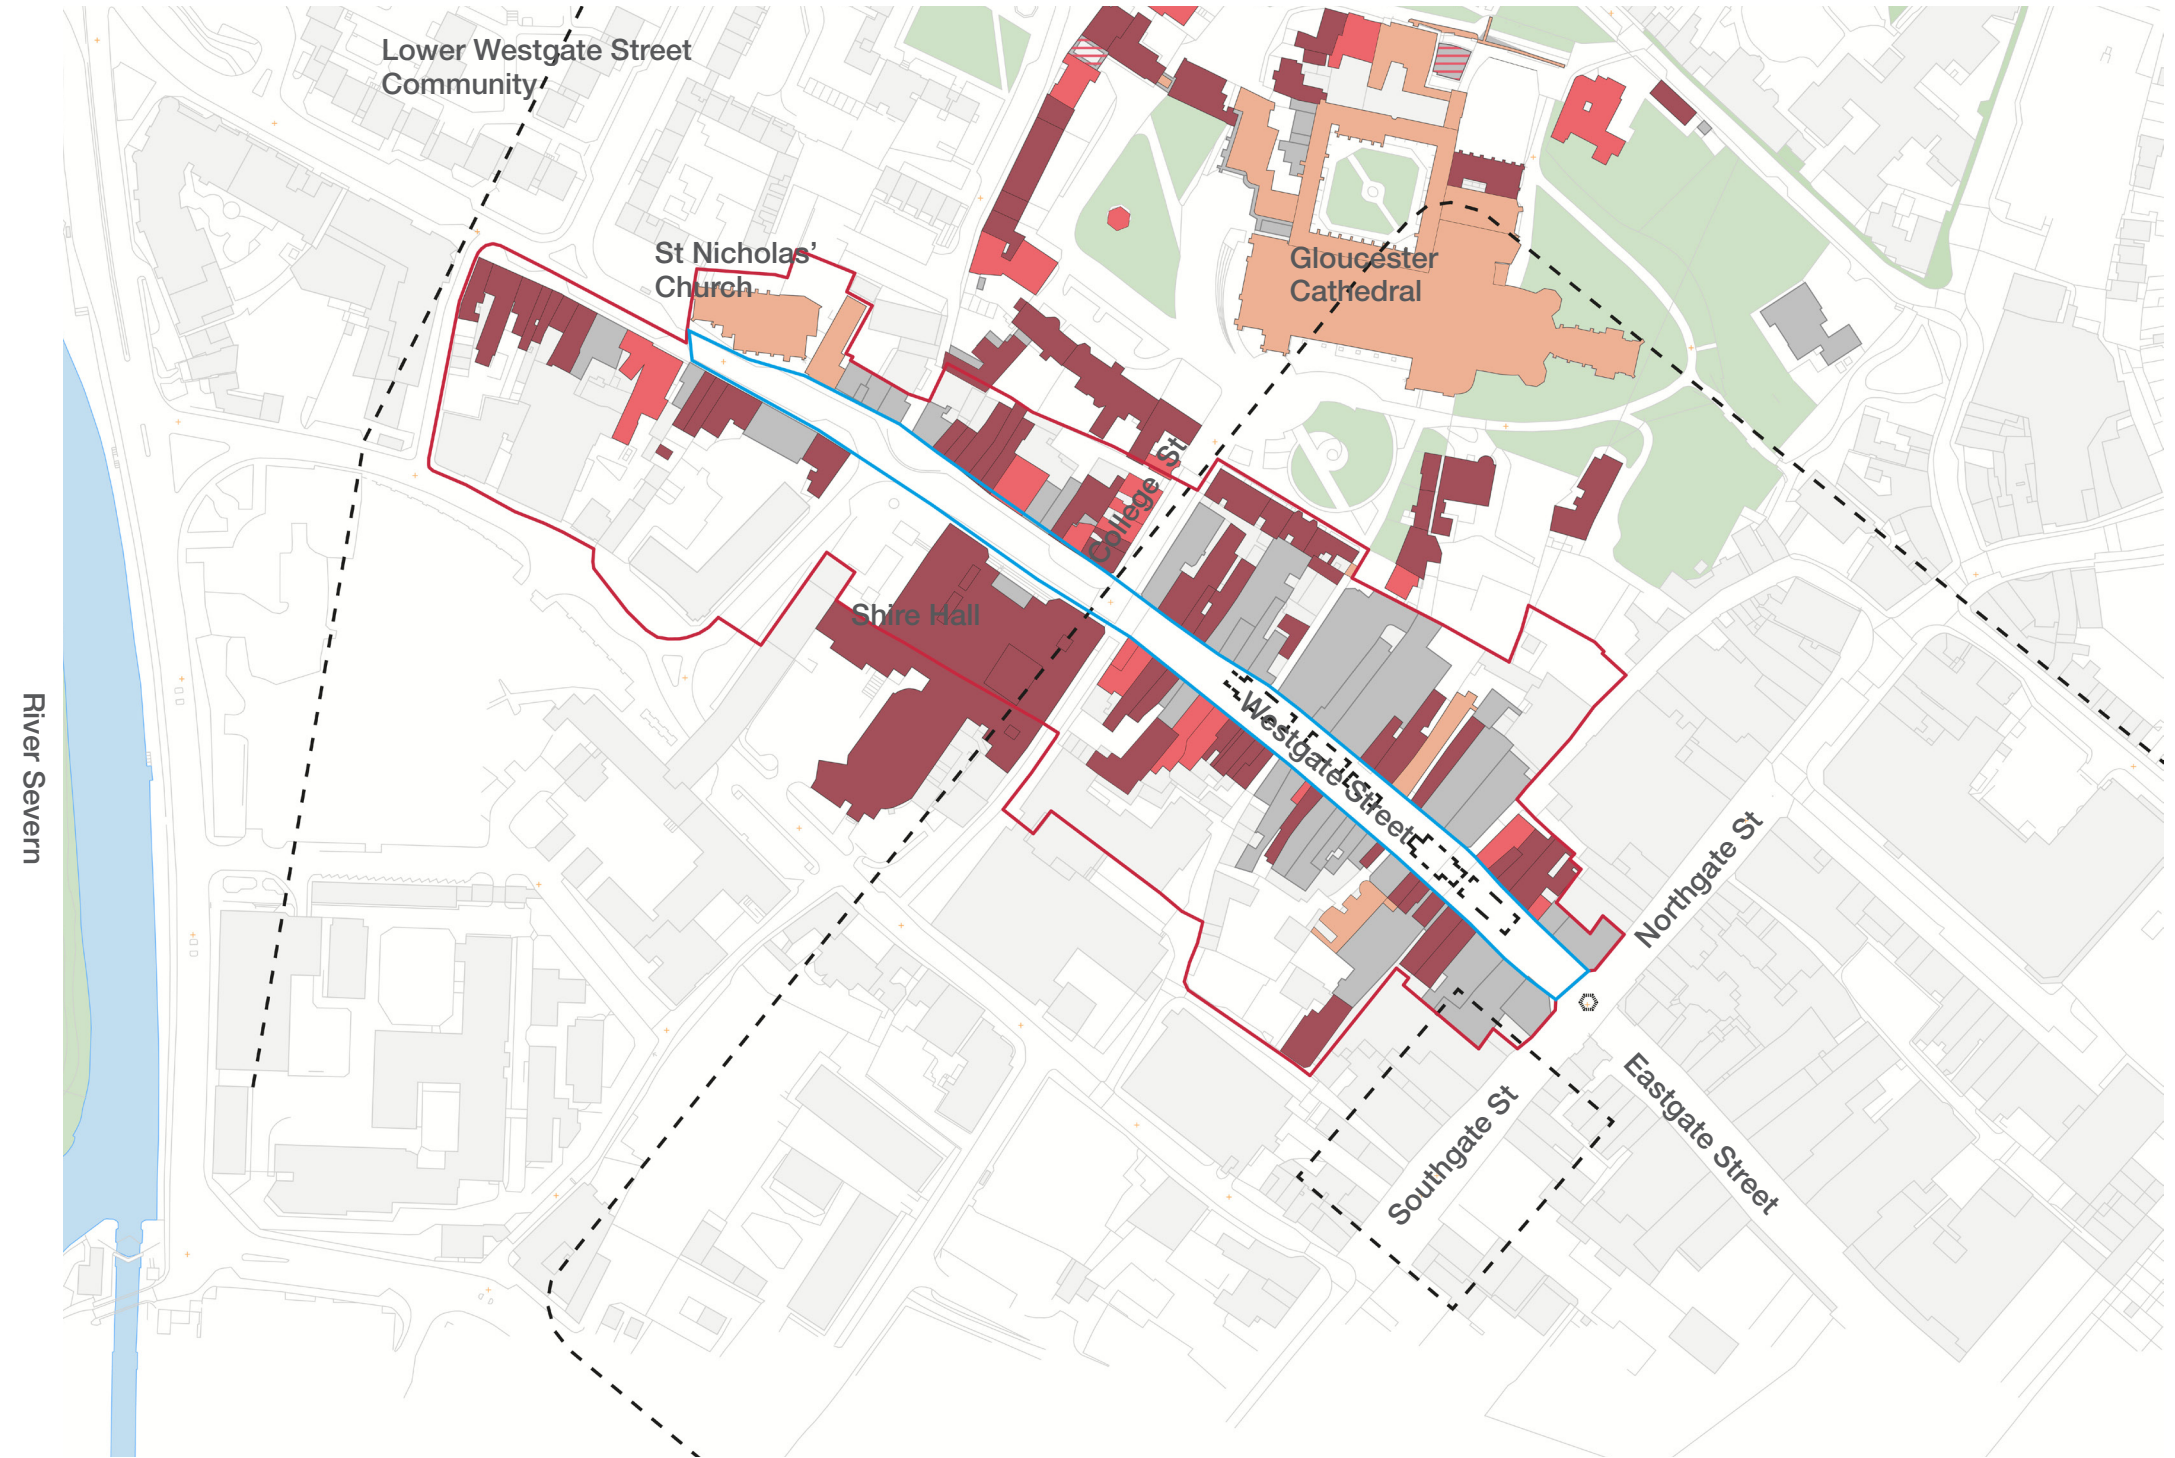 Lower Westgate Street
Community
St Nicholas’
Church
Gloucester
Cathedral
College St
Shire Hall
Westgate Street
River Severn
Northgate St
Eastgate Street
Southgate St